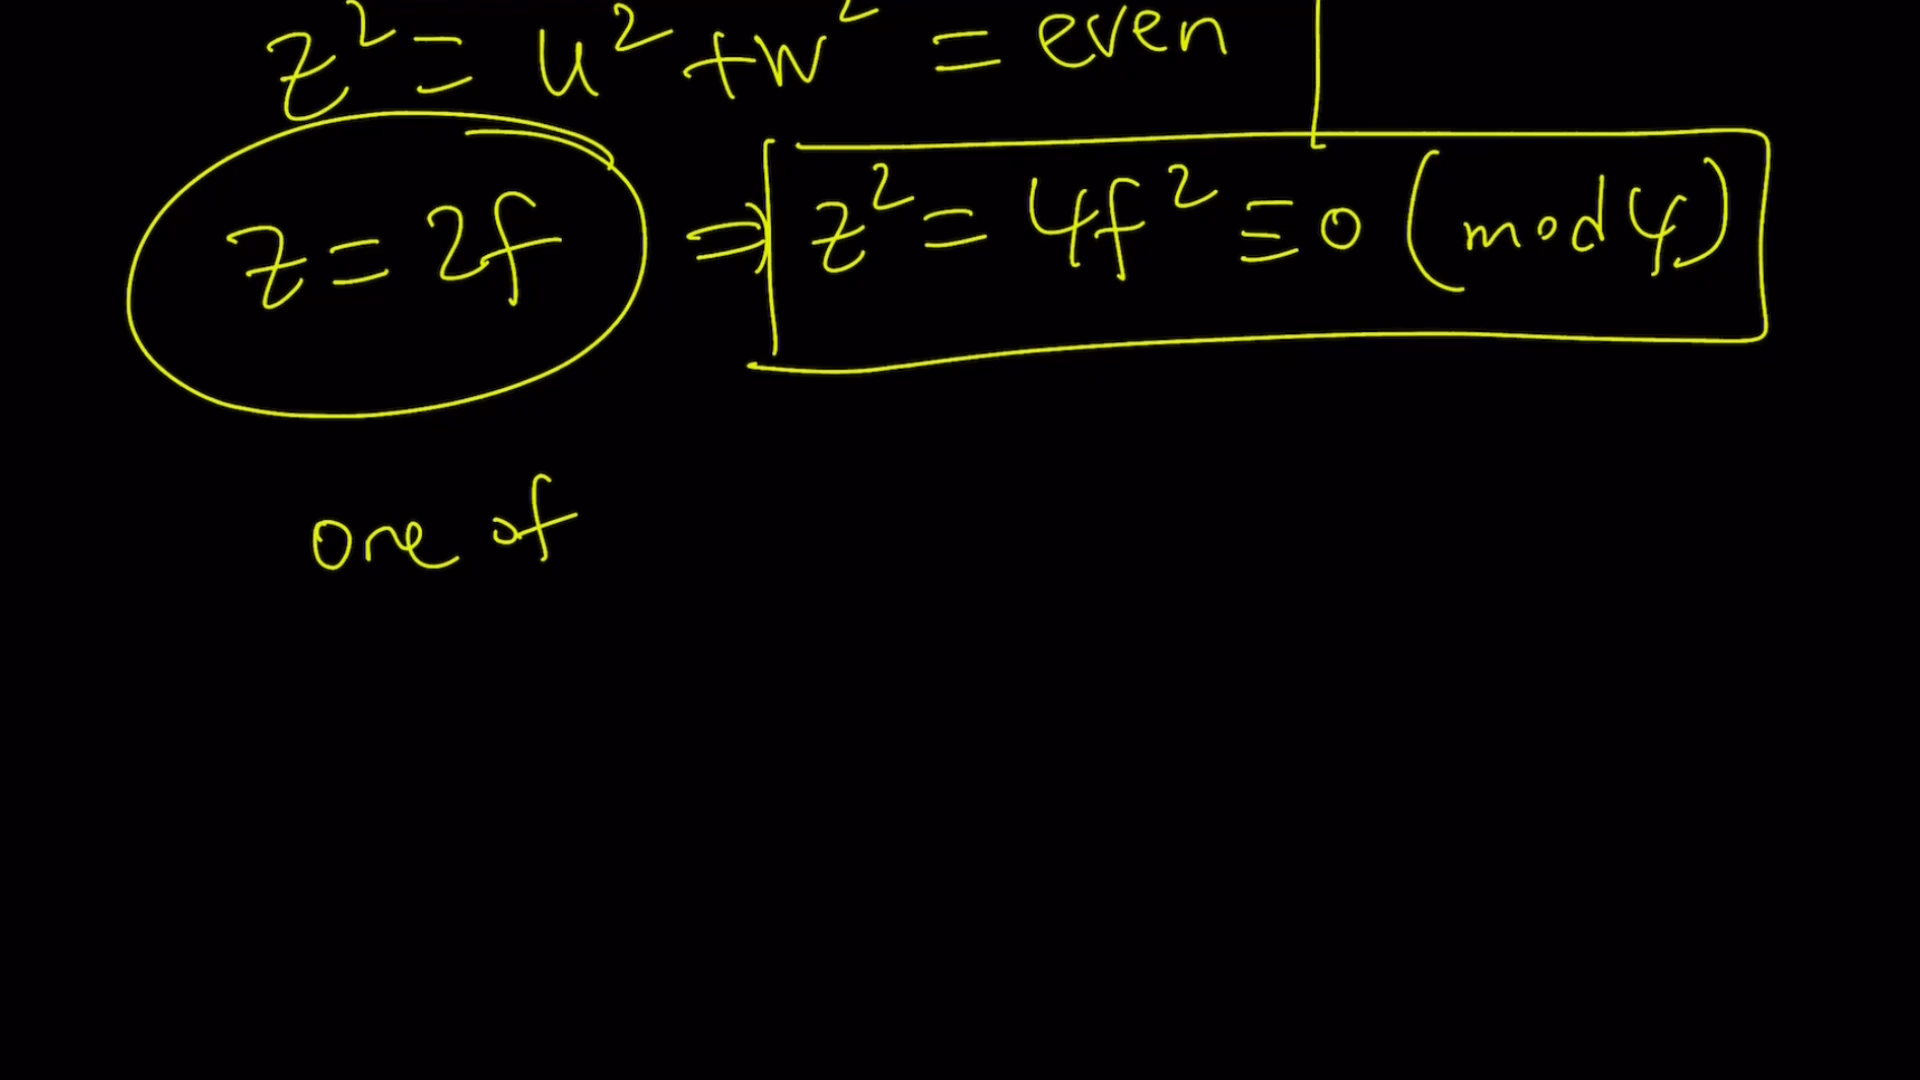 z² = u² + w² = even
z = 2f ⇒ z² = 4f² ≡ 0 (mod 4)
one of